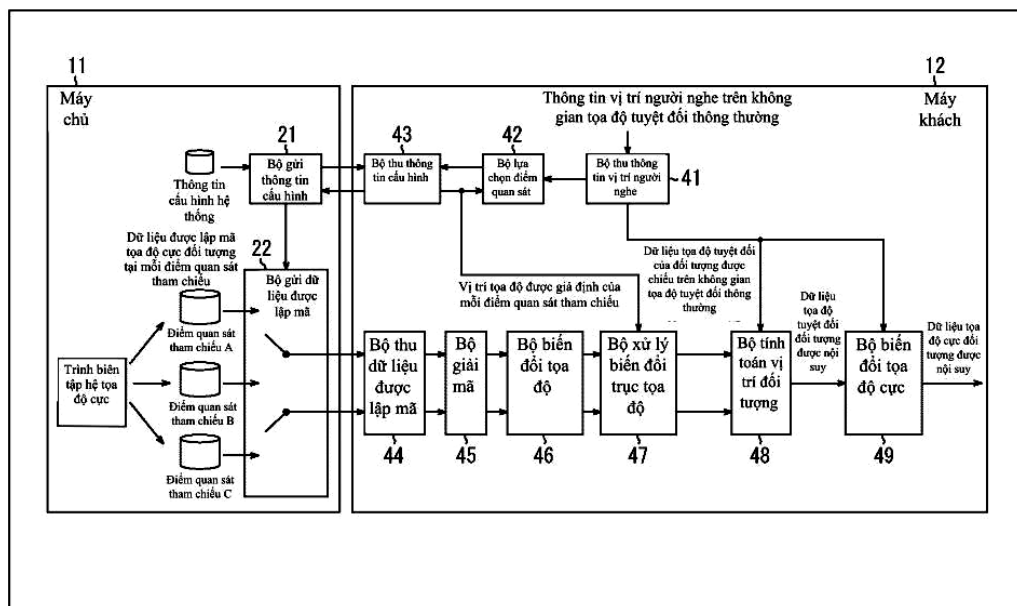 11
Máy
chủ
12
Máy
khách
Thông tin vị trí người nghe trên không
gian tọa độ tuyệt đối thông thường
21
Bộ gửi
thông tin
cấu hình
43
Bộ thu thông
tin cấu hình
42
Bộ lựa
chọn điểm
quan sát
Bộ thu thông
tin vị trí người
nghe
41
Thông tin
cấu hình hệ
thống
Dữ liệu được lập mã
tọa độ cực đối tượng
tại mỗi điểm quan sát
tham chiếu
22
Bộ gửi dữ
liệu được
lập mã
Vị trí tọa độ được giả định của
mỗi điểm quan sát tham chiếu
Dữ liệu tọa độ tuyệt đối
của đối tượng được
chiếu trên không gian
tọa độ tuyệt đối thông
thường
Dữ liệu
tọa độ
tuyệt đối
đối tượng
được nội
suy
Dữ liệu tọa
độ cực đối
tượng được
nội suy
Trình biên
tập hệ tọa
độ cực
Điểm quan sát
tham chiếu A
Điểm quan sát
tham chiếu B
Điểm quan sát
tham chiếu C
Bộ thu
dữ liệu
được
lập mã
44
Bộ
giải
mã
45
Bộ biến
đổi tọa
độ
46
Bộ xử lý
biến đổi
trục tọa
độ
47
Bộ tính
toán vị
trí đối
tượng
48
Bộ biến
đổi tọa
độ cực
49